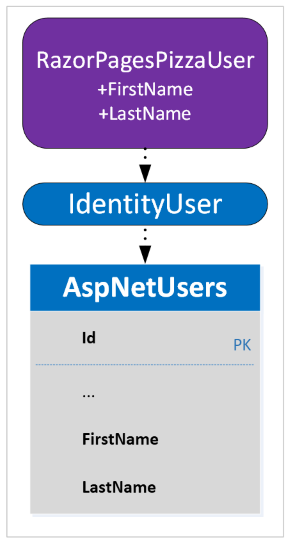 RazorPagesPizzaUser
+FirstName
+LastName
IdentityUser
AspNetUsers
Id
PK
...
FirstName
LastName